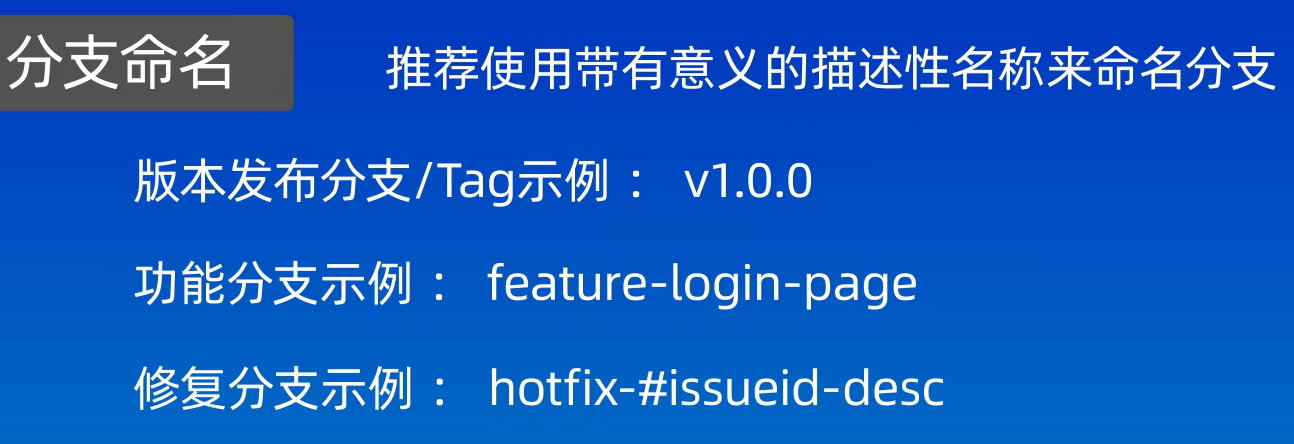 分支命名
推荐使用带有意义的描述性名称来命名分支
版本发布分支/Tag示例： v1.0.0
功能分支示例： feature-login-page
修复分支示例： hotfix-#issueid-desc